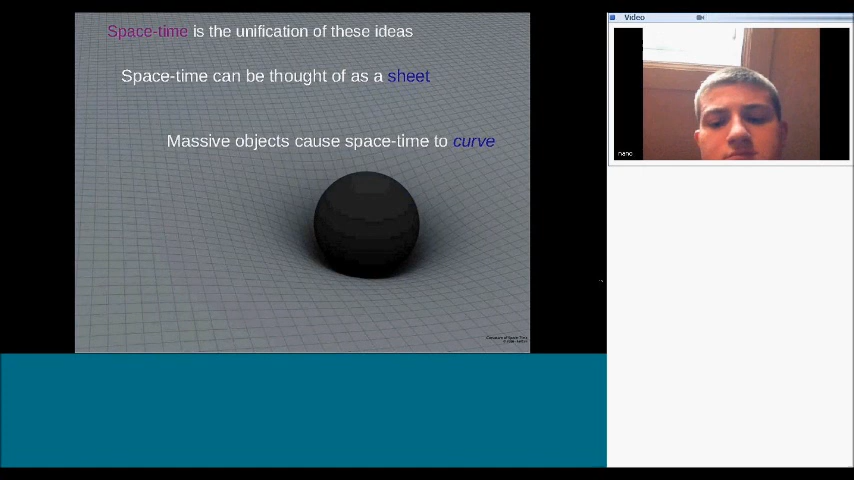 Space-time is the unification of these ideas
Video
Space-time can be thought of as a sheet
Massive objects cause space-time to curve
nano